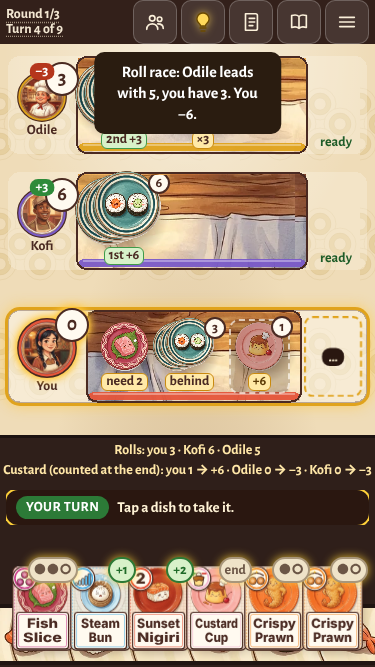 Round 1/3
Turn 4 of 9
Roll race: Odile leads
with 5, you have 3. You
−6.
−3
3
Odile
2nd +3
×3
ready
+3
6
Kofi
6
1st +6
ready
0
You
need 2
3
behind
1
+6
...
Rolls: you 3 · Kofi 6 · Odile 5
Custard (counted at the end): you 1 → +6 · Odile 0 → −3 · Kofi 0 → −3
YOUR TURN
Tap a dish to take it.
Fish
Slice
+1
Steam
Bun
+2
2
Sunset
Nigiri
end
Custard
Cup
Crispy
Prawn
Crispy
Prawn